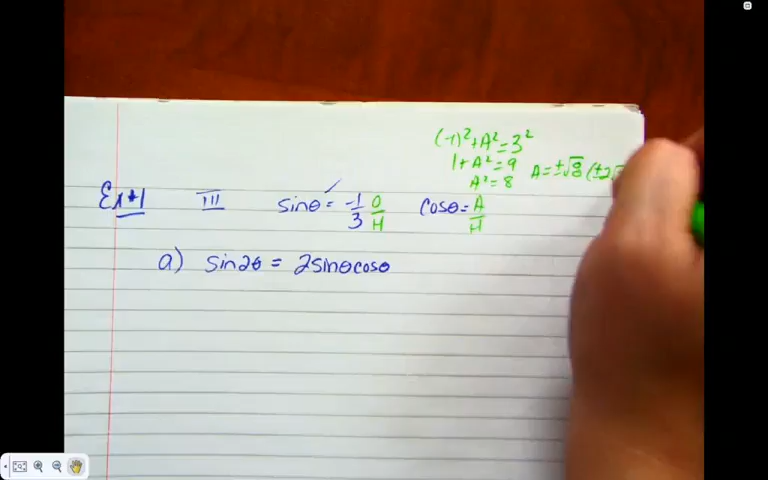 (-1)²+A²=3²
1+A²=9 A=±√8 (±2√
A²=8
Ex#1 III sinθ= -1/3 O/H cosθ= A/H
a) sin2θ = 2sinθcosθ